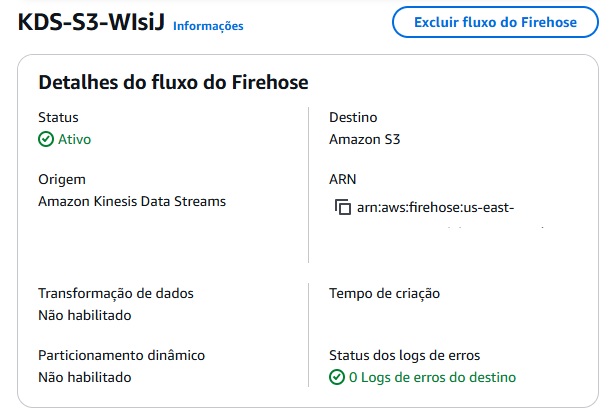 KDS-S3-WIsiJ Informações
Excluir fluxo do Firehose
Detalhes do fluxo do Firehose
Status
Ativo
Destino
Amazon S3
Origem
Amazon Kinesis Data Streams
ARN
arn:aws:firehose:us-east-
Transformação de dados
Não habilitado
Tempo de criação
Particionamento dinâmico
Não habilitado
Status dos logs de erros
0 Logs de erros do destino